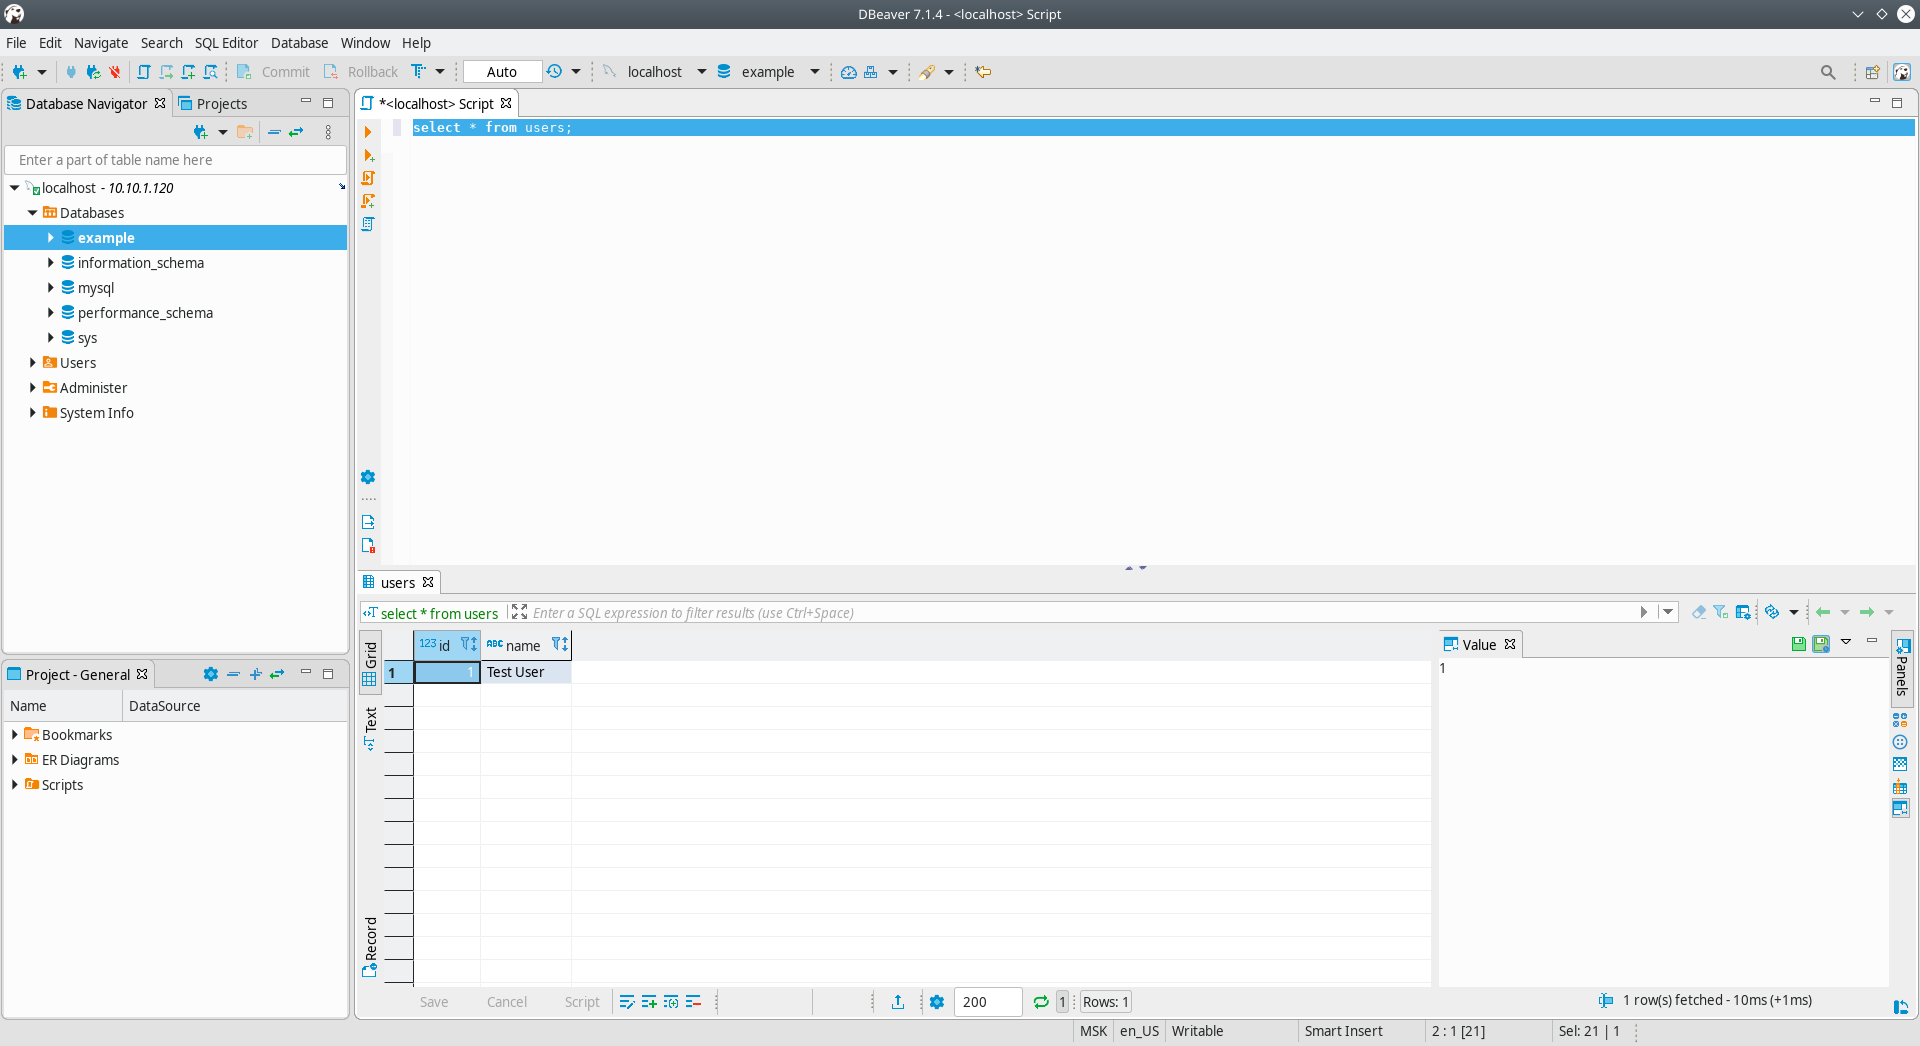 DBeaver 7.1.4 - <localhost> Script
File Edit Navigate Search SQL Editor Database Window Help
Commit Rollback Auto localhost example
Database Navigator Projects
Enter a part of table name here
localhost - 10.10.1.120
Databases
example
information_schema
mysql
performance_schema
sys
Users
Administer
System Info
Project - General
Name DataSource
Bookmarks
ER Diagrams
Scripts
*<localhost> Script
select * from users;
users
select * from users Enter a SQL expression to filter results (use Ctrl+Space)
Grid
Text
Record
123 id ABC name
1 1 Test User
Value
1
Panels
Save Cancel Script 200 1 Rows: 1
1 row(s) fetched - 10ms (+1ms)
MSK en_US Writable Smart Insert 2 : 1 [21] Sel: 21 | 1